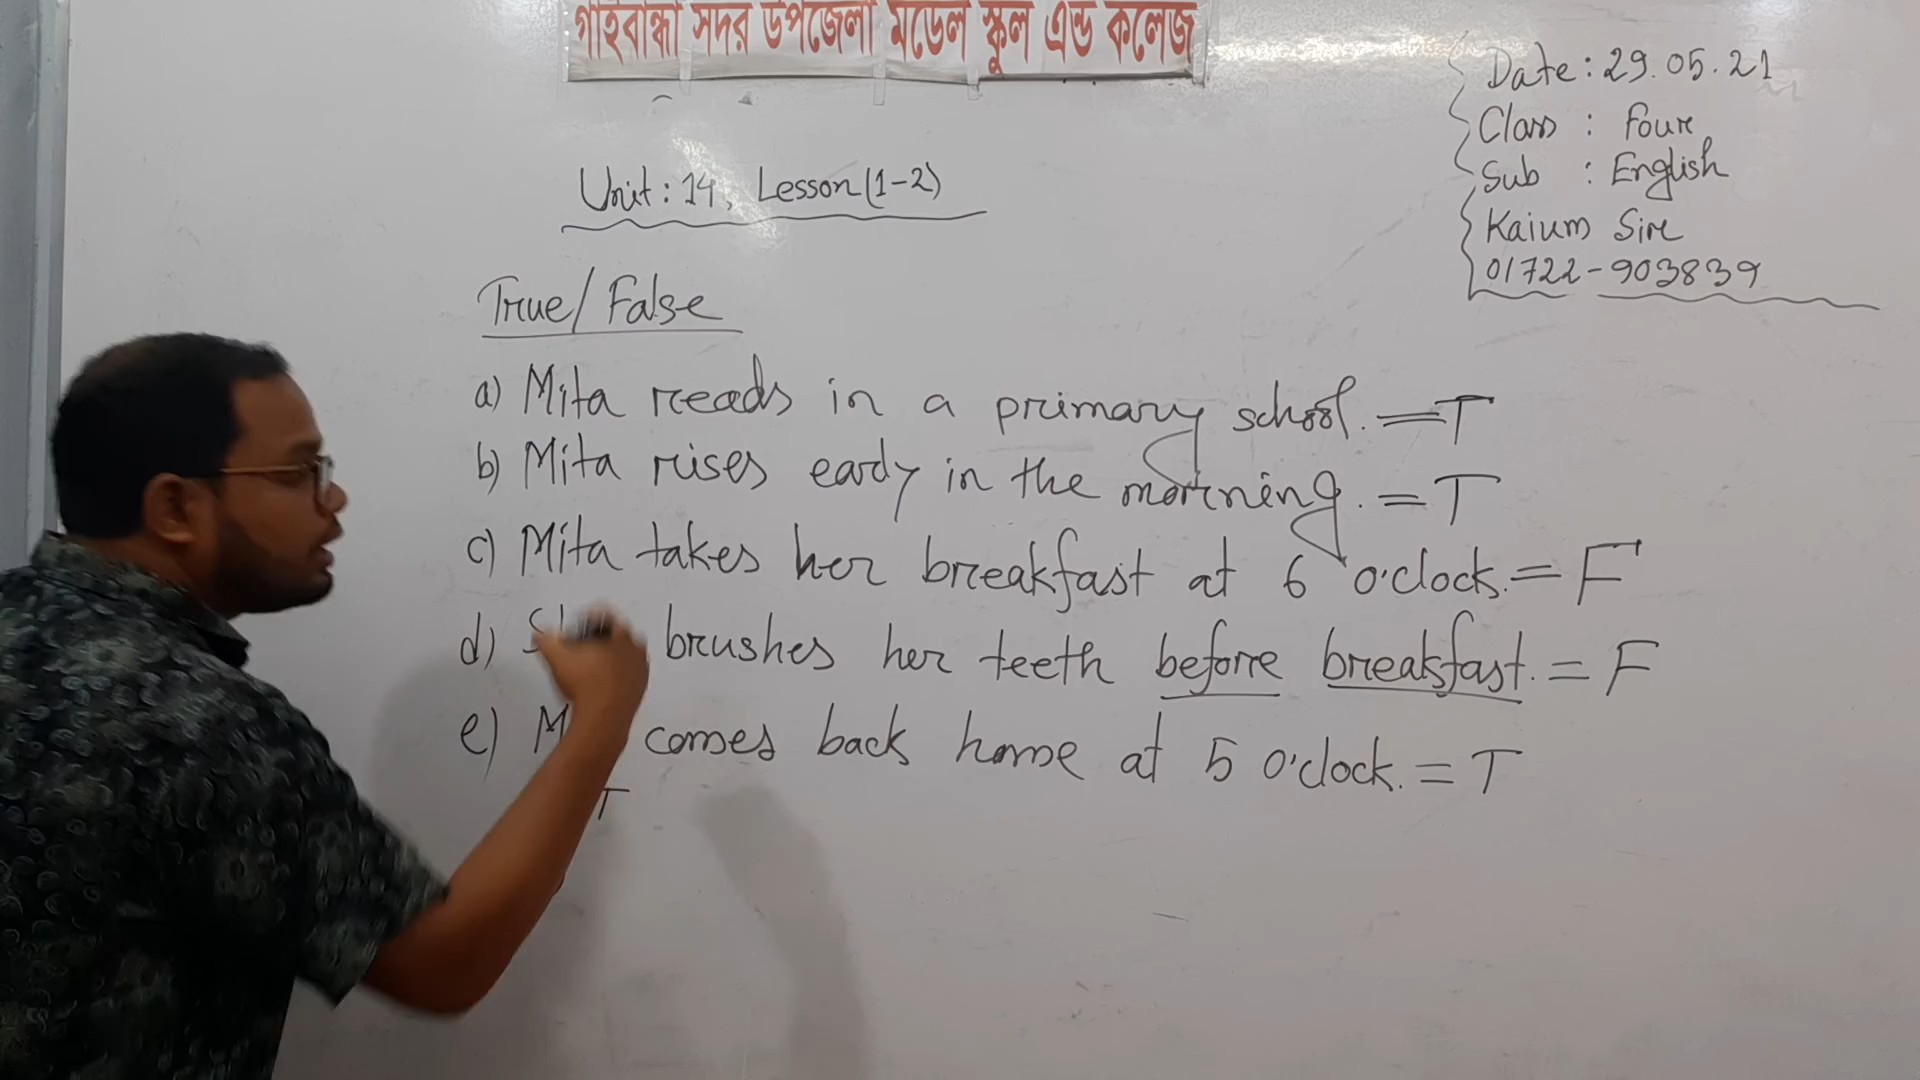 গাইবান্ধা সদর উপজেলা মডেল স্কুল এন্ড কলেজ
Date: 29.05.21
Class : Four
Sub : English
Kaium Sir
01722-903839
Unit: 14, Lesson (1-2)
True/False
a) Mita reads in a primary school. = T
b) Mita rises early in the morning. = T
c) Mita takes her breakfast at 6 o'clock. = F
d) brushes her teeth before breakfast. = F
e) comes back home at 5 o'clock. = T
T